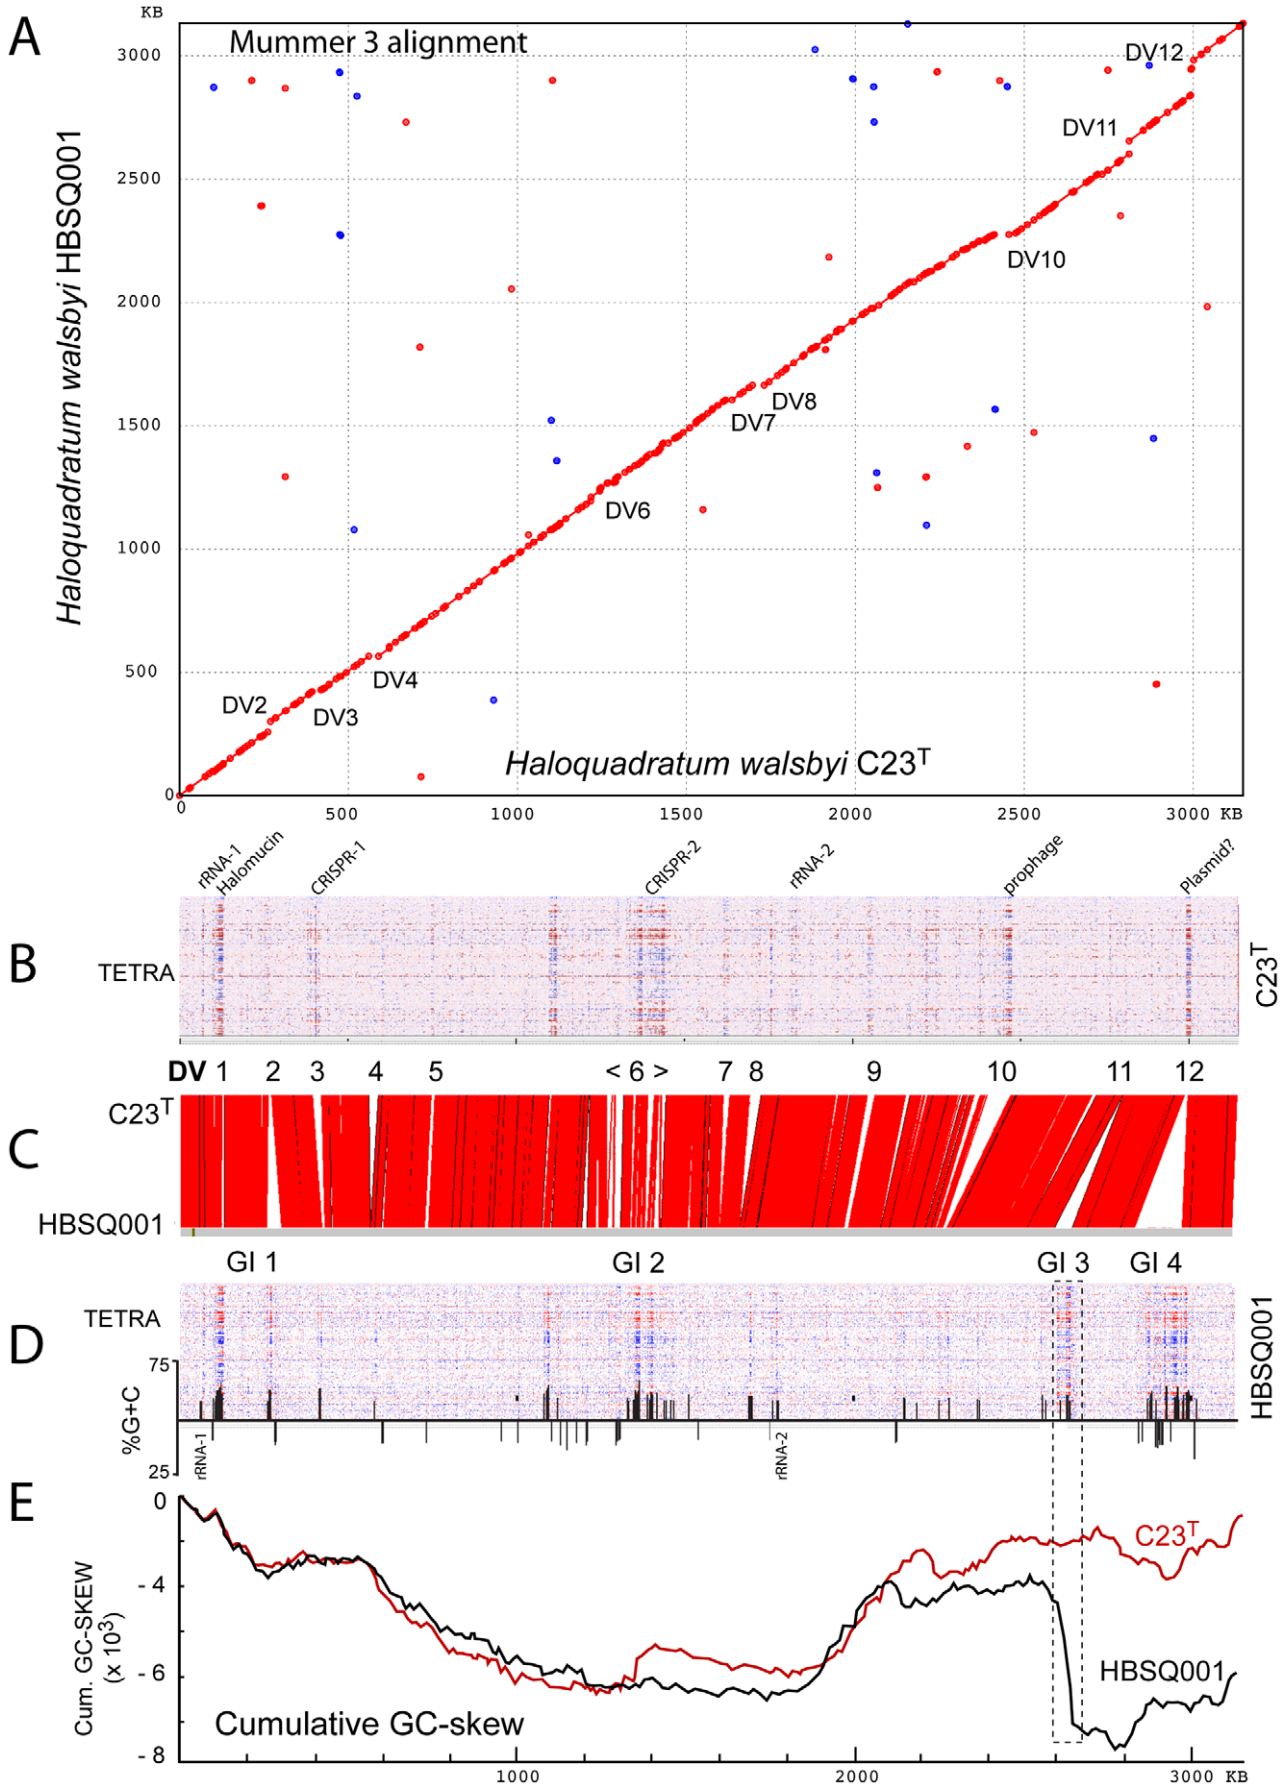 A
KB
Mummer 3 alignment
Haloquadratum walsbyi HBSQ001
3000
2500
2000
1500
1000
500
0
DV12
DV11
DV10
DV8
DV7
DV6
DV4
DV3
DV2
Haloquadratum walsbyi C23T
0 500 1000 1500 2000 2500 3000 KB
rRNA-1
Halomucin
CRISPR-1
CRISPR-2
rRNA-2
prophage
Plasmid?
B
TETRA
C23T
DV 1 2 3 4 5 < 6 > 7 8 9 10 11 12
C
C23T
HBSQ001
GI 1 GI 2 GI 3 GI 4
D
TETRA
HBSQ001
75
%G+C
25
rRNA-1
rRNA-2
E
0
- 4
- 6
- 8
Cum. GC-SKEW
(x 103)
C23T
HBSQ001
Cumulative GC-skew
1000 2000 3000 KB